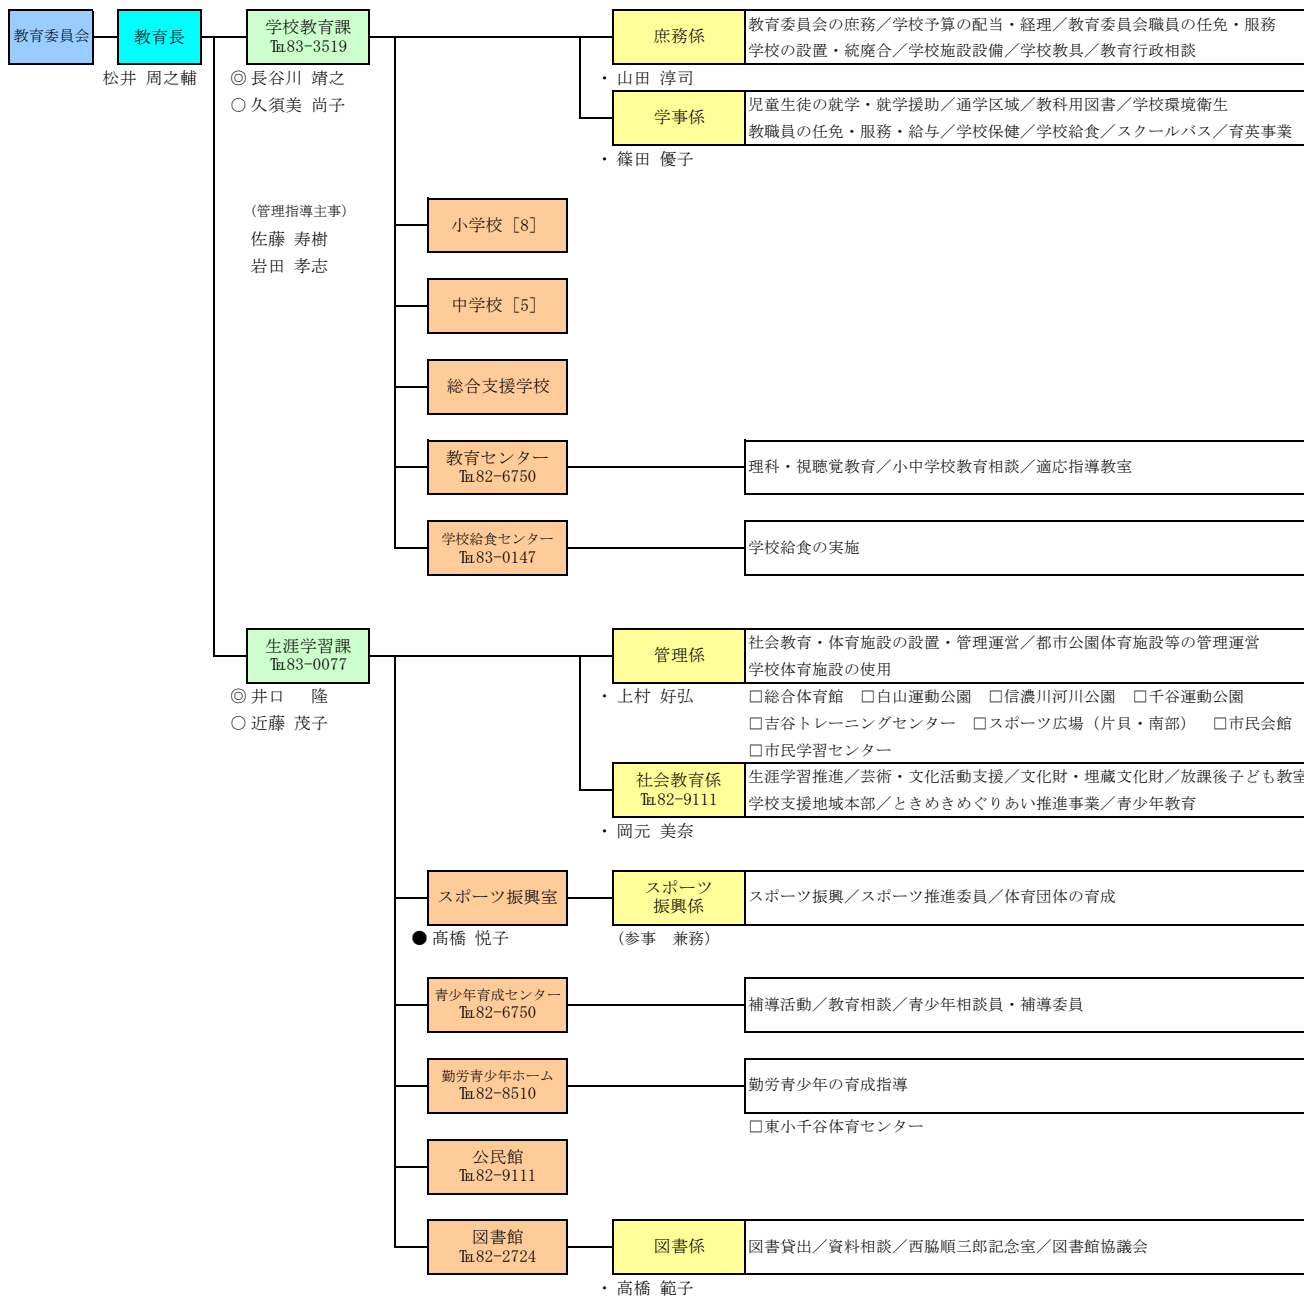 教育委員会
教育長
松井 周之輔
学校教育課
℡83-3519
◎長谷川 靖之
○久須美 尚子
(管理指導主事)
佐藤 寿樹
岩田 孝志
庶務係
教育委員会の庶務／学校予算の配当・経理／教育委員会職員の任免・服務
学校の設置・統廃合／学校施設設備／学校教具／教育行政相談
・山田 淳司
学事係
児童生徒の就学・就学援助／通学区域／教科用図書／学校環境衛生
教職員の任免・服務・給与／学校保健／学校給食／スクールバス／育英事業
・篠田 優子
小学校［8］
中学校［5］
総合支援学校
教育センター
℡82-6750
理科・視聴覚教育／小中学校教育相談／適応指導教室
学校給食センター
℡83-0147
学校給食の実施
生涯学習課
℡83-0077
◎井口　隆
○近藤 茂子
管理係
社会教育・体育施設の設置・管理運営／都市公園体育施設等の管理運営
学校体育施設の使用
・上村 好弘
□総合体育館　□白山運動公園　□信濃川河川公園　□千谷運動公園
□吉谷トレーニングセンター　□スポーツ広場（片貝・南部）　□市民会館
□市民学習センター
社会教育係
℡82-9111
生涯学習推進／芸術・文化活動支援／文化財・埋蔵文化財／放課後子ども教室
学校支援地域本部／ときめきめぐりあい推進事業／青少年教育
・岡元 美奈
スポーツ振興室
●髙橋 悦子
スポーツ
振興係
(参事　兼務)
スポーツ振興／スポーツ推進委員／体育団体の育成
青少年育成センター
℡82-6750
補導活動／教育相談／青少年相談員・補導委員
勤労青少年ホーム
℡82-8510
勤労青少年の育成指導
□東小千谷体育センター
公民館
℡82-9111
図書館
℡82-2724
図書係
図書貸出／資料相談／西脇順三郎記念室／図書館協議会
・高橋 範子